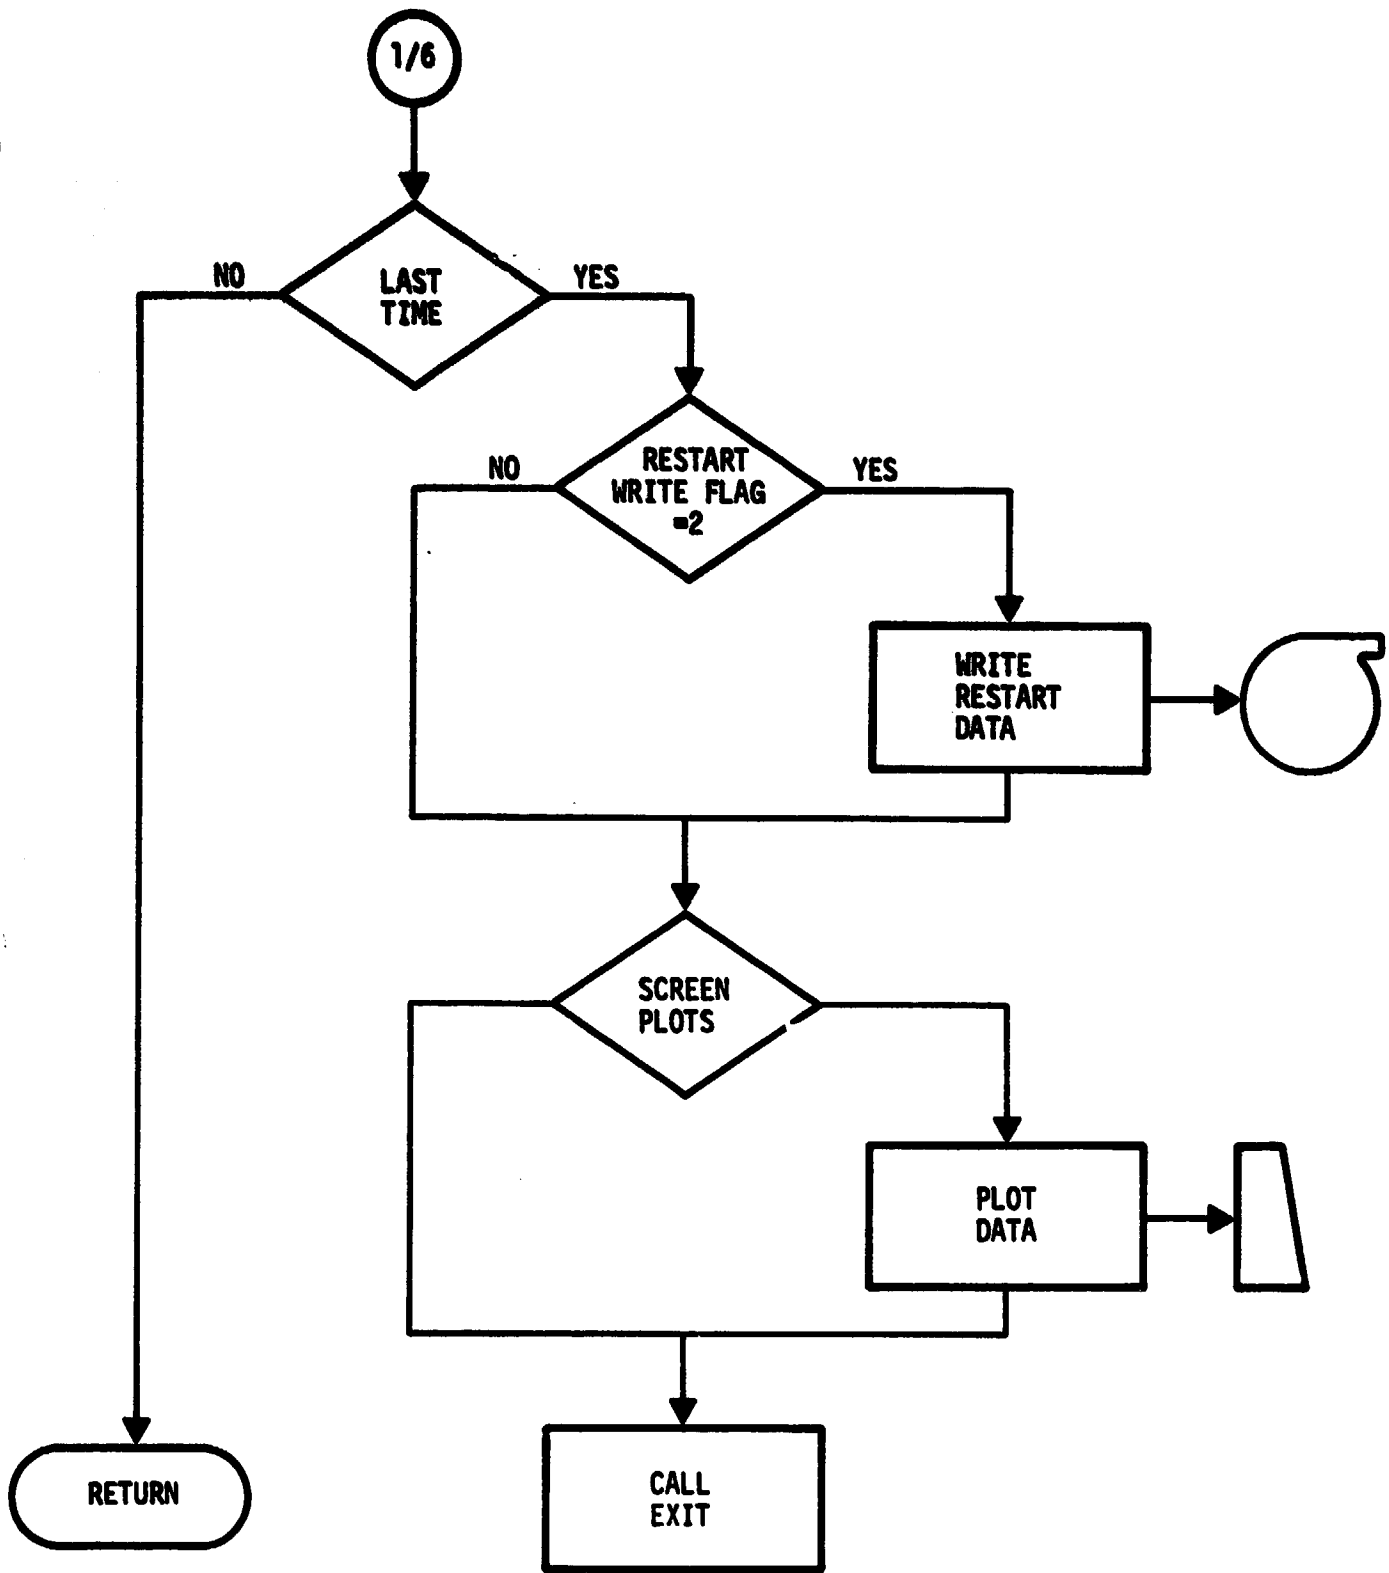 1/6
LAST
TIME
NO
YES
RESTART
WRITE FLAG
=2
NO
YES
WRITE
RESTART
DATA
SCREEN
PLOTS
PLOT
DATA
RETURN
CALL
EXIT